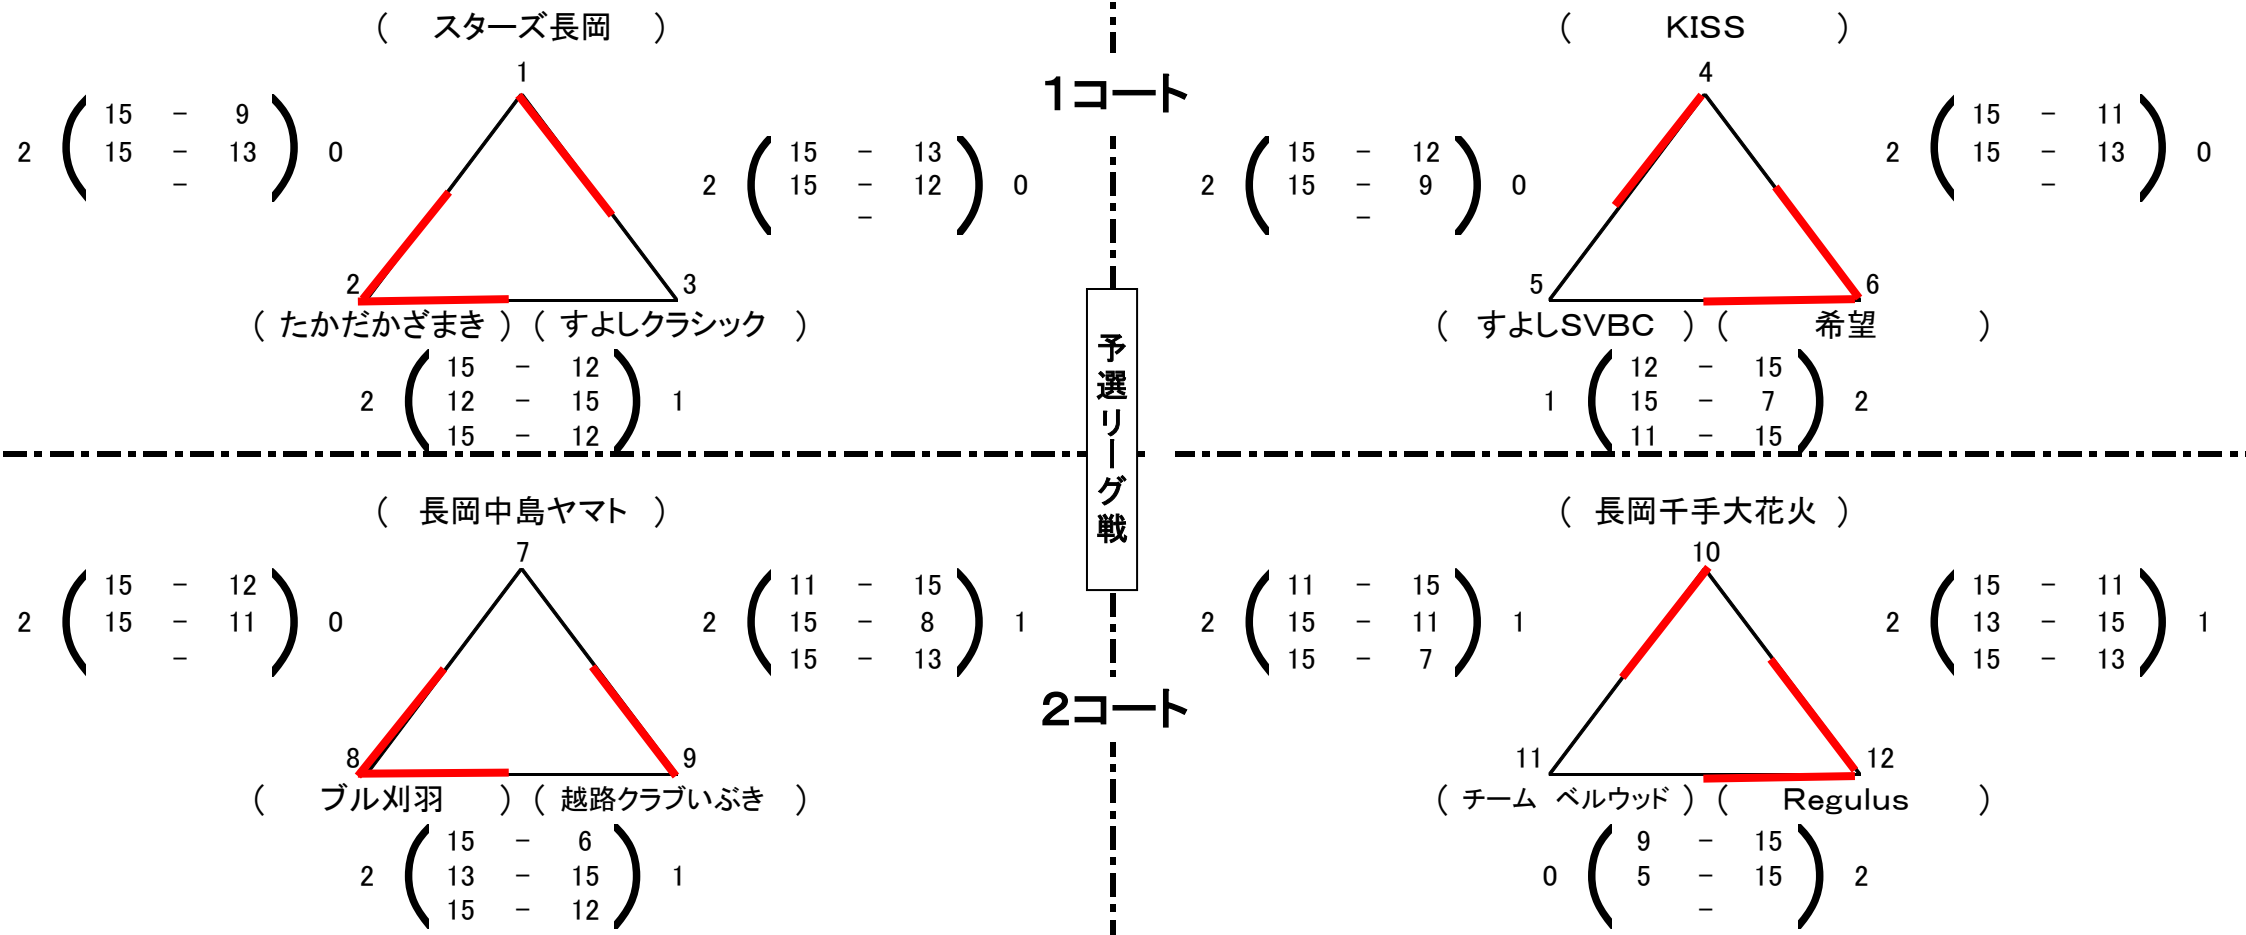 ( スターズ長岡 )
1
2 ( 15 - 9 ) 0
15 - 13
-
2 ( 15 - 13 ) 0
15 - 12
-
2
3
( たかだかざまき ) ( すよしクラシック )
2 ( 15 - 12 ) 1
12 - 15
15 - 12
1コート
( KISS )
4
2 ( 15 - 12 ) 0
15 - 9
-
2 ( 15 - 11 ) 0
15 - 13
-
5
6
( すよしSVBC ) ( 希望 )
1 ( 12 - 15 ) 2
15 - 7
11 - 15
予選リーグ戦
( 長岡中島ヤマト )
7
2 ( 15 - 12 ) 0
15 - 11
-
2 ( 11 - 15 ) 1
15 - 8
15 - 13
8
9
( ブル刈羽 ) ( 越路クラブいぶき )
2 ( 15 - 6 ) 1
13 - 15
15 - 12
2コート
( 長岡千手大花火 )
10
2 ( 11 - 15 ) 1
15 - 11
15 - 7
2 ( 15 - 11 ) 1
13 - 15
15 - 13
11
12
( チーム ベルウッド ) ( Regulus )
0 ( 9 - 15 ) 2
5 - 15
-